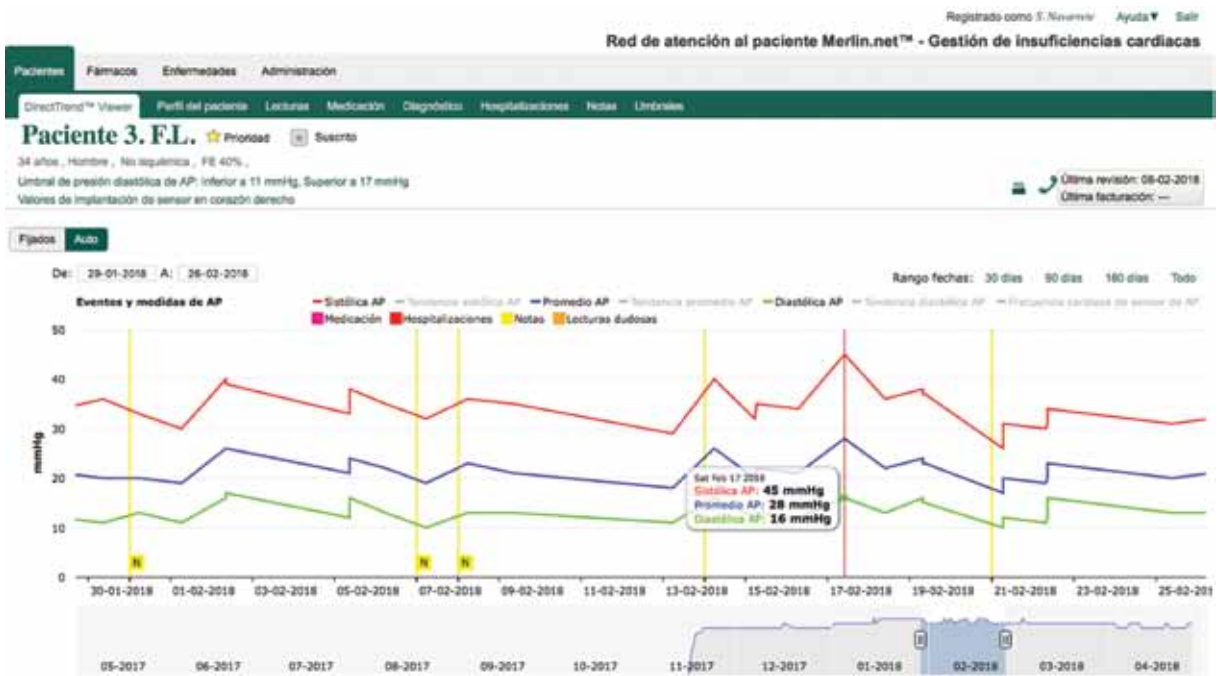 Registrado como S. Navarrete Ayuda▼ Salir
Red de atención al paciente Merlin.net™ - Gestión de insuficiencias cardiacas
Pacientes Fármacos Enfermedades Administración
DirectTrend™ Viewer Perfil del paciente Lecturas Medicación Diagnóstico Hospitalizaciones Notas Umbrales
Paciente 3. F.L. Prioridad Suscrito
34 años , Hombre , No isquémica , FE 40% ,
Umbral de presión diastólica de AP: Inferior a 11 mmHg, Superior a 17 mmHg
Valores de implantación de sensor en corazón derecho
Última revisión: 08-02-2018
Última facturación: ---
Fijados Auto
De: 29-01-2018 A: 26-02-2018
Rango fechas: 30 días 90 días 180 días Todo
Eventos y medidas de AP
Sistólica AP Tendencia sistólica AP Promedio AP Tendencia promedio AP Diastólica AP Tendencia diastólica AP Frecuencia cardiaca de sensor de AP
Medicación Hospitalizaciones Notas Lecturas dudosas
50
40
30
20
10
0
mmHg
Sat Feb 17 2018
Sistólica AP: 45 mmHg
Promedio AP: 28 mmHg
Diastólica AP: 16 mmHg
N N N
30-01-2018 01-02-2018 03-02-2018 05-02-2018 07-02-2018 09-02-2018 11-02-2018 13-02-2018 15-02-2018 17-02-2018 19-02-2018 21-02-2018 23-02-2018 25-02-201
05-2017 06-2017 07-2017 08-2017 09-2017 10-2017 11-2017 12-2017 01-2018 02-2018 03-2018 04-2018